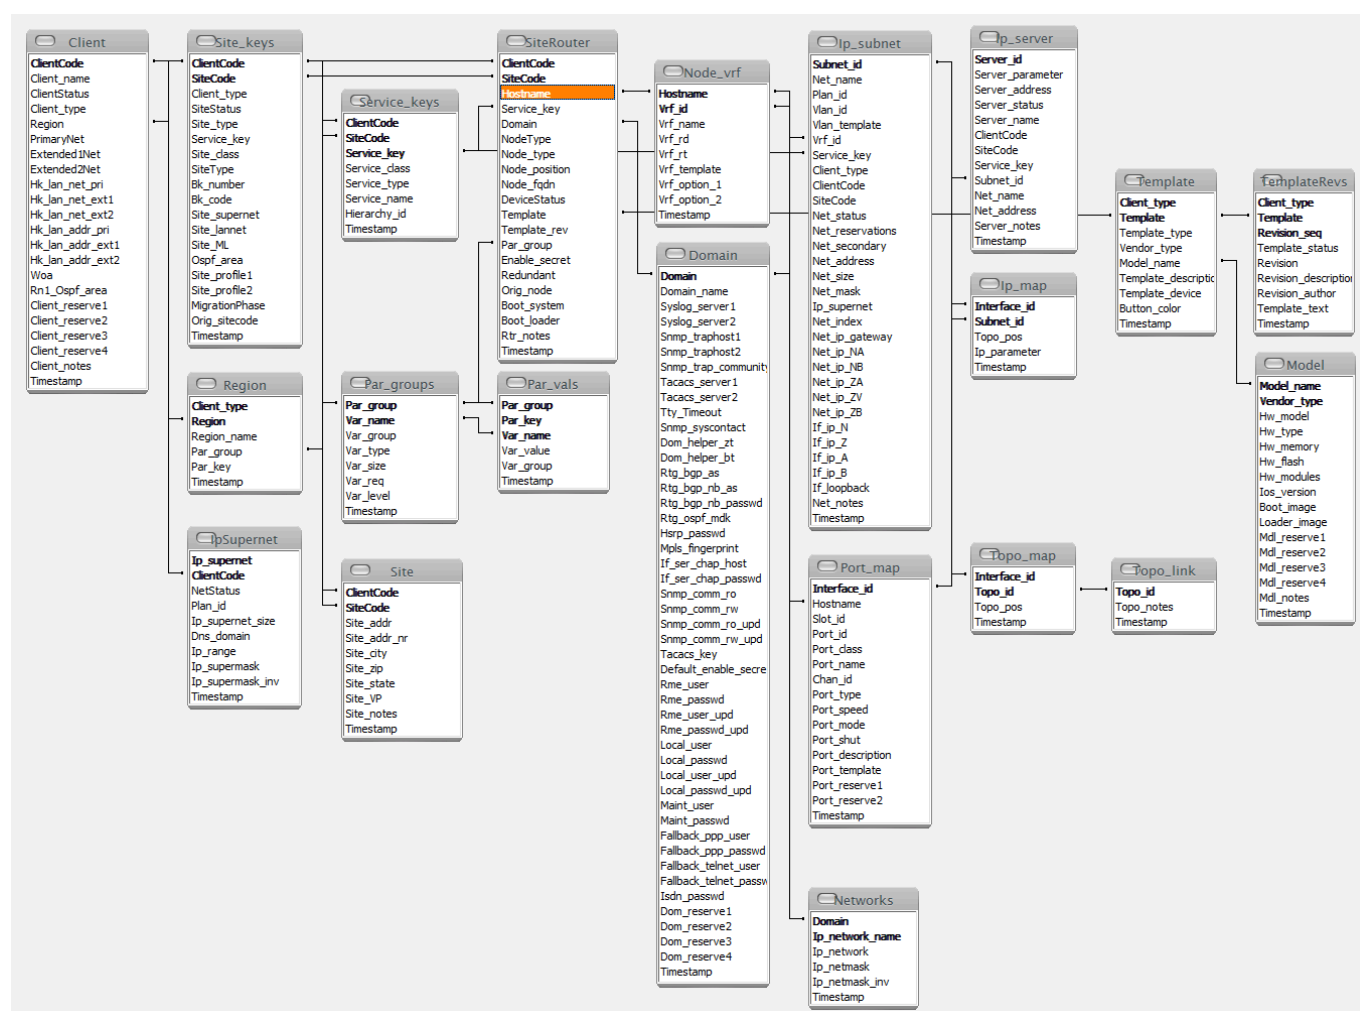 Client
ClientCode
Client_name
ClientStatus
Client_type
Region
PrimaryNet
Extended1Net
Extended2Net
Hk_lan_net_pri
Hk_lan_net_ext1
Hk_lan_net_ext2
Hk_lan_addr_pri
Hk_lan_addr_ext1
Hk_lan_addr_ext2
Woa
Rn1_Ospf_area
Client_reserve1
Client_reserve2
Client_reserve3
Client_reserve4
Client_notes
Timestamp
Site_keys
ClientCode
SiteCode
Client_type
SiteStatus
Site_type
Service_key
Site_class
SiteType
Bk_number
Bk_code
Site_supernet
Site_lannet
Site_ML
Ospf_area
Site_profile1
Site_profile2
MigrationPhase
Orig_sitecode
Timestamp
Region
Client_type
Region
Region_name
Par_group
Par_key
Timestamp
IpSupernet
Ip_supernet
ClientCode
NetStatus
Plan_id
Ip_supernet_size
Dns_domain
Ip_range
Ip_supermask
Ip_supermask_inv
Timestamp
Service_keys
ClientCode
SiteCode
Service_key
Service_class
Service_type
Service_name
Hierarchy_id
Timestamp
Par_groups
Par_group
Var_name
Var_group
Var_type
Var_size
Var_req
Var_level
Timestamp
Site
ClientCode
SiteCode
Site_addr
Site_addr_nr
Site_city
Site_zip
Site_state
Site_VP
Site_notes
Timestamp
SiteRouter
ClientCode
SiteCode
Hostname
Service_key
Domain
NodeType
Node_type
Node_position
Node_fqdn
DeviceStatus
Template
Template_rev
Par_group
Enable_secret
Redundant
Orig_node
Boot_system
Boot_loader
Rtr_notes
Timestamp
Par_vals
Par_group
Par_key
Var_name
Var_value
Var_group
Timestamp
Node_vrf
Hostname
Vrf_id
Vrf_name
Vrf_rd
Vrf_rt
Vrf_template
Vrf_option_1
Vrf_option_2
Timestamp
Domain
Domain
Domain_name
Syslog_server1
Syslog_server2
Snmp_traphost1
Snmp_traphost2
Snmp_trap_community
Tacacs_server1
Tacacs_server2
Tty_Timeout
Snmp_syscontact
Dom_helper_zt
Dom_helper_bt
Rtg_bgp_as
Rtg_bgp_nb_as
Rtg_bgp_nb_passwd
Rtg_ospf_mdk
Hsrp_passwd
Mpls_fingerprint
If_ser_chap_host
If_ser_chap_passwd
Snmp_comm_ro
Snmp_comm_rw
Snmp_comm_ro_upd
Snmp_comm_rw_upd
Tacacs_key
Default_enable_secre
Rme_user
Rme_passwd
Rme_user_upd
Rme_passwd_upd
Local_user
Local_passwd
Local_user_upd
Local_passwd_upd
Maint_user
Maint_passwd
Fallback_ppp_user
Fallback_ppp_passwd
Fallback_telnet_user
Fallback_telnet_passw
Isdn_passwd
Dom_reserve1
Dom_reserve2
Dom_reserve3
Dom_reserve4
Timestamp
Ip_subnet
Subnet_id
Net_name
Plan_id
Vlan_id
Vlan_template
Vrf_id
Service_key
Client_type
ClientCode
SiteCode
Net_status
Net_reservations
Net_secondary
Net_address
Net_size
Net_mask
Ip_supernet
Net_index
Net_ip_gateway
Net_ip_NA
Net_ip_NB
Net_ip_ZA
Net_ip_ZV
Net_ip_ZB
If_ip_N
If_ip_Z
If_ip_A
If_ip_B
If_loopback
Net_notes
Timestamp
Port_map
Interface_id
Hostname
Slot_id
Port_id
Port_class
Port_name
Chan_id
Port_type
Port_speed
Port_mode
Port_shut
Port_description
Port_template
Port_reserve1
Port_reserve2
Timestamp
Networks
Domain
Ip_network_name
Ip_network
Ip_netmask
Ip_netmask_inv
Timestamp
Ip_server
Server_id
Server_parameter
Server_address
Server_status
Server_name
ClientCode
SiteCode
Service_key
Subnet_id
Net_name
Net_address
Server_notes
Timestamp
Ip_map
Interface_id
Subnet_id
Topo_pos
Ip_parameter
Timestamp
Topo_map
Interface_id
Topo_id
Topo_pos
Timestamp
Topo_link
Topo_id
Topo_notes
Timestamp
Template
Client_type
Template
Template_type
Vendor_type
Model_name
Template_descriptic
Template_device
Button_color
Timestamp
TemplateRevs
Client_type
Template
Revision_seq
Template_status
Revision
Revision_description
Revision_author
Template_text
Timestamp
Model
Model_name
Vendor_type
Hw_model
Hw_type
Hw_memory
Hw_flash
Hw_modules
Ios_version
Boot_image
Loader_image
Mdl_reserve1
Mdl_reserve2
Mdl_reserve3
Mdl_reserve4
Mdl_notes
Timestamp